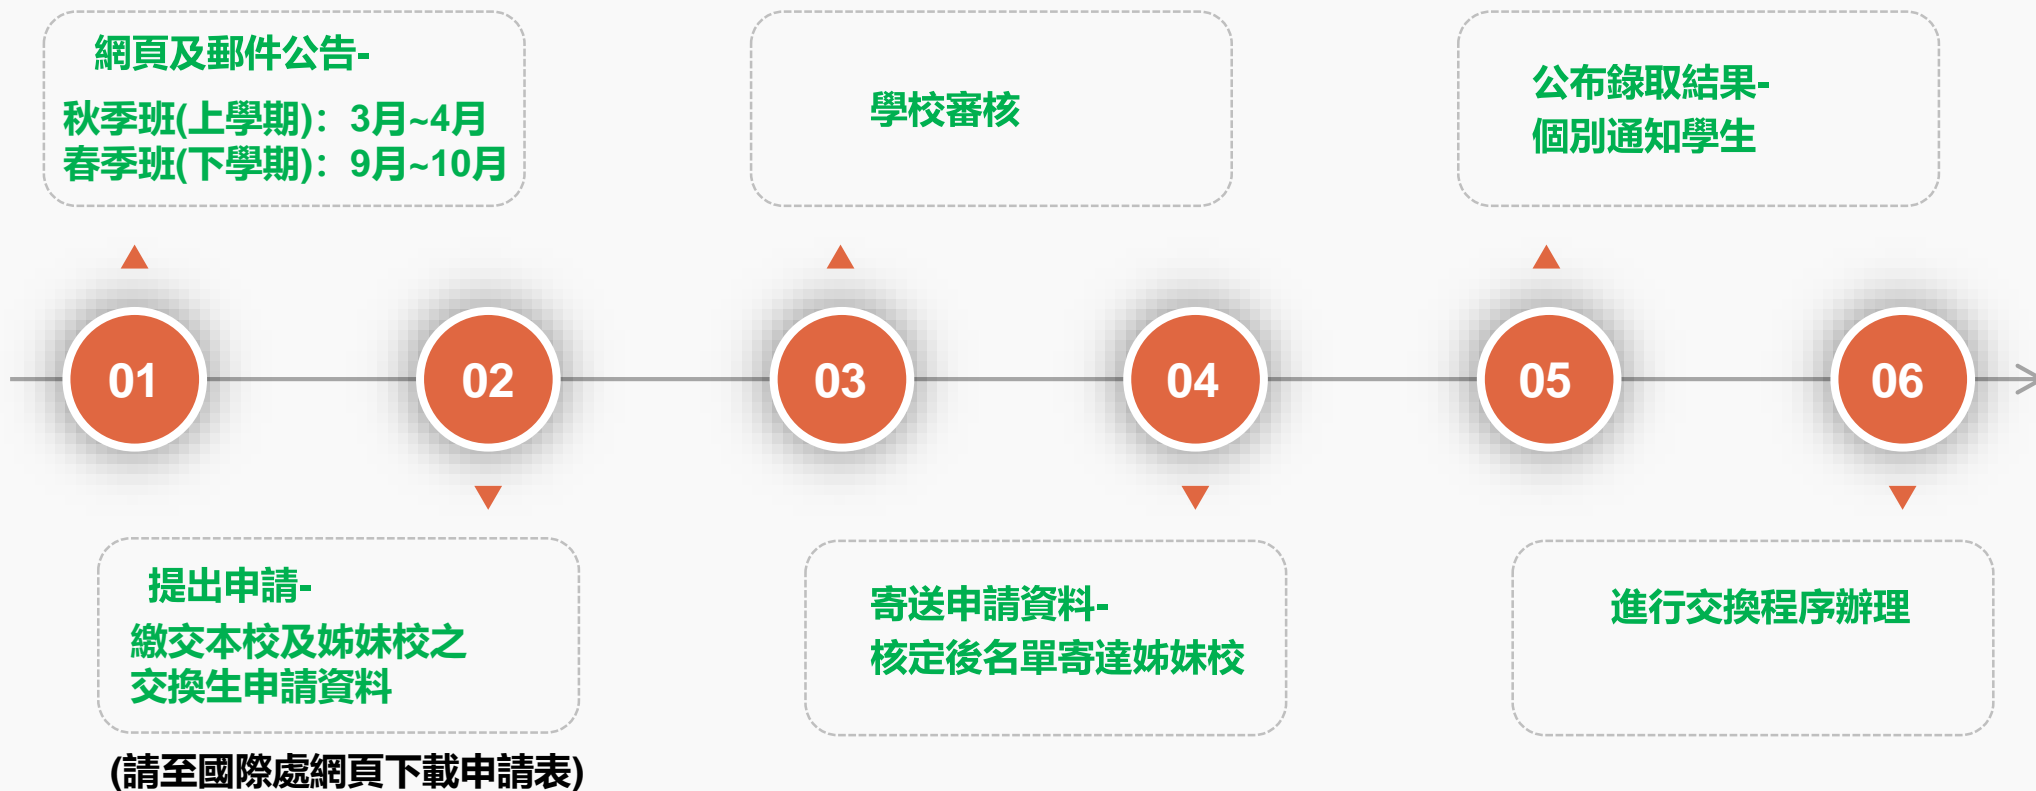 網頁及郵件公告-
秋季班(上學期)：3月~4月
春季班(下學期)：9月~10月
01
提出申請-
繳交本校及姊妹校之
交換生申請資料
(請至國際處網頁下載申請表)
02
學校審核
03
寄送申請資料-
核定後名單寄達姊妹校
04
公布錄取結果-
個別通知學生
05
進行交換程序辦理
06